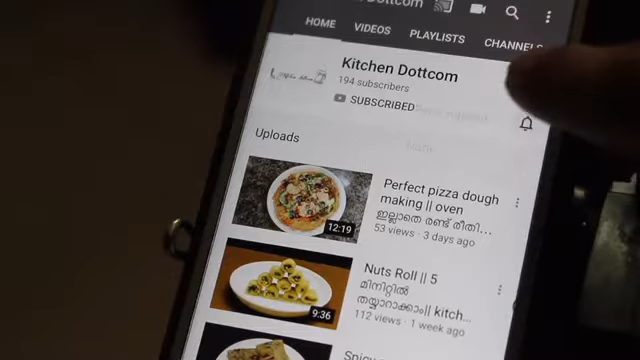 Dottcom
HOME VIDEOS PLAYLISTS CHANNELS
Kitchen Dottcom
194 subscribers
SUBSCRIBED
Uploads
Perfect pizza dough
making || oven
ഇല്ലാതെ രണ്ട് രീതി...
53 views · 3 days ago
12:19
Nuts Roll || 5
മിനിറ്റിൽ
തയ്യാറാക്കാം|| kitch...
112 views · 1 week ago
9:36